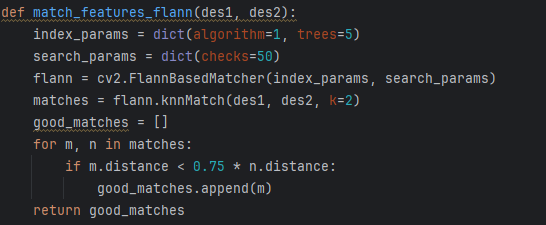 def match_features_flann(des1, des2):
    index_params = dict(algorithm=1, trees=5)
    search_params = dict(checks=50)
    flann = cv2.FlannBasedMatcher(index_params, search_params)
    matches = flann.knnMatch(des1, des2, k=2)
    good_matches = []
    for m, n in matches:
        if m.distance < 0.75 * n.distance:
            good_matches.append(m)
    return good_matches